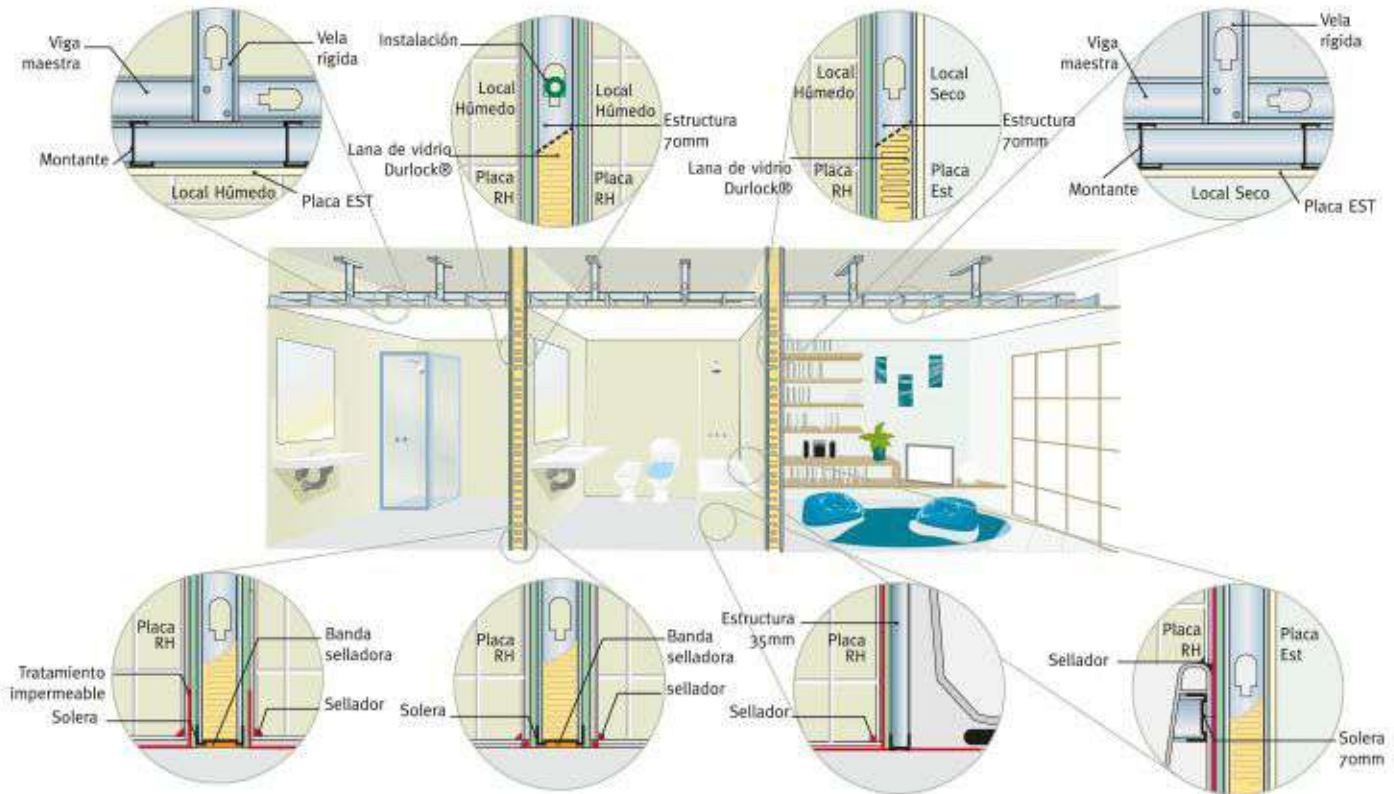 Viga
maestra
Vela
rígida
Montante
Local Húmedo
Placa EST
Instalación
Local
Húmedo
Local
Húmedo
Estructura
70mm
Lana de vidrio
Durlock®
Placa
RH
Placa
RH
Local
Húmedo
Local
Seco
Estructura
70mm
Lana de vidrio
Durlock®
Placa
RH
Placa
Est
Viga
maestra
Vela
rígida
Montante
Local Seco
Placa EST
Placa
RH
Banda
selladora
Tratamiento
impermeable
Solera
Sellador
Placa
RH
Banda
selladora
Solera
sellador
Estructura
35mm
Placa
RH
Sellador
Placa
RH
Placa
Est
Sellador
Solera
70mm